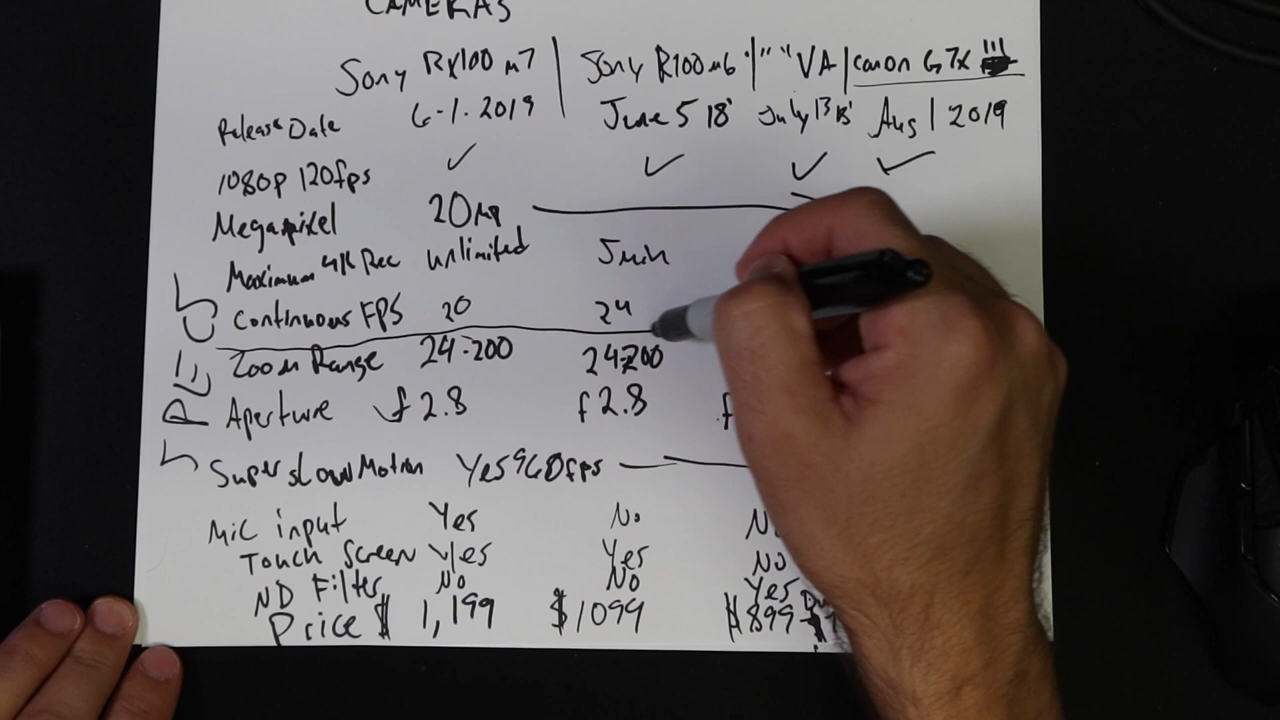 CAMERAS
Sony Rx100 m7 | Sony R100 m6 | " " VA | canon G7x III
Release Date 6-1.2019 June 5 18' July 13 18' Aug 1 2019
1080p 120fps ✓ ✓ ✓ ✓
Megapixel 20mp
Maximum 4K Rec unlimited 5min
Continuous FPS 20 24
Zoom Range 24-200 24-200
Aperture f2.8 f2.8 f
Super slow Motion Yes 960fps
Mic input Yes No
Touch Screen Yes Yes No
ND Filter No No Yes
Price $1,199 $1099 $899